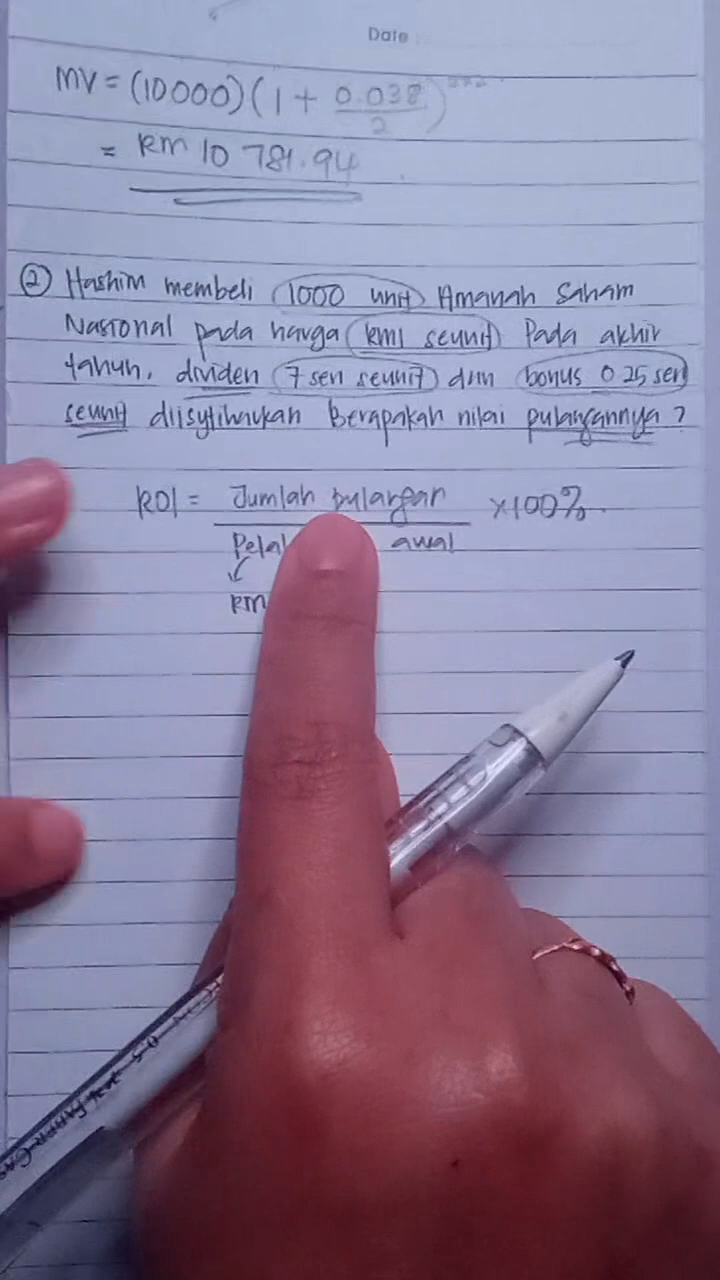 Date
MV = (10000)(1 + 0.038/2)
= RM 10 781.94
② Hashim membeli 1000 unit Amanah Saham
Nasional pada harga RM1 seunit Pada akhir
tahun, dividen 7 sen seunit dan bonus 0.25 sen
seunit diisytiharkan Berapakah nilai pulangannya?
ROI = Jumlah pulangan × 100%
awal
RM